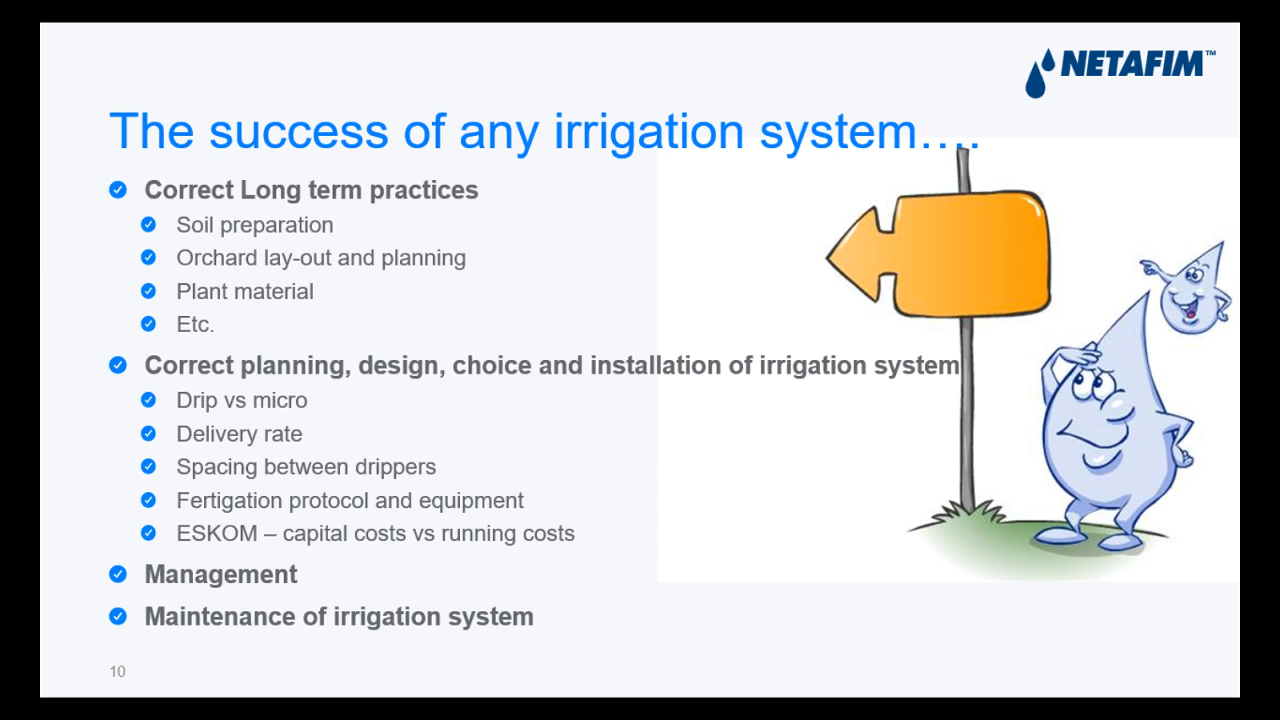 NETAFIM™
The success of any irrigation system….
Correct Long term practices
Soil preparation
Orchard lay-out and planning
Plant material
Etc.
Correct planning, design, choice and installation of irrigation system
Drip vs micro
Delivery rate
Spacing between drippers
Fertigation protocol and equipment
ESKOM – capital costs vs running costs
Management
Maintenance of irrigation system
10